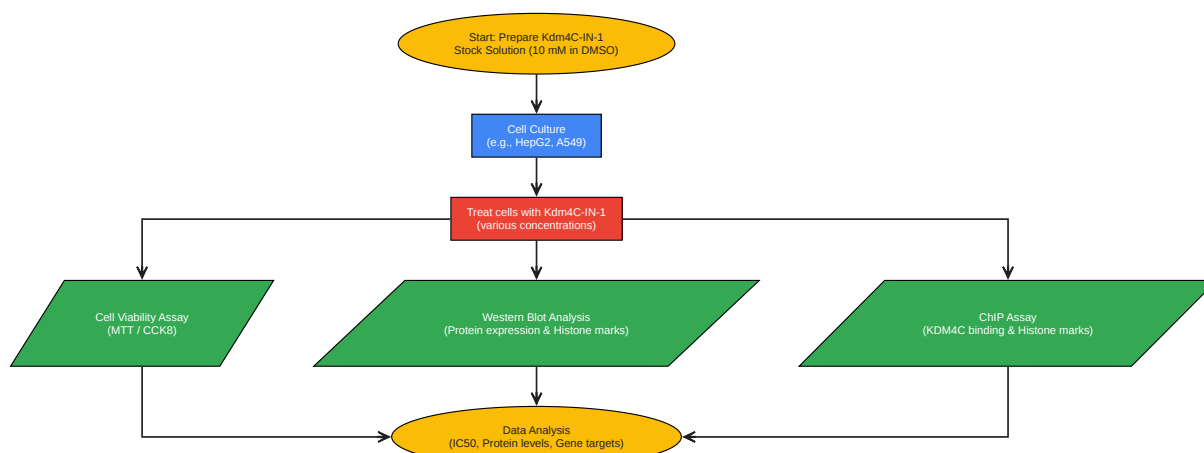 Start: Prepare Kdm4C-IN-1
Stock Solution (10 mM in DMSO)
Cell Culture
(e.g., HepG2, A549)
Treat cells with Kdm4C-IN-1
(various concentrations)
Cell Viability Assay
(MTT / CCK8)
Western Blot Analysis
(Protein expression & Histone marks)
ChIP Assay
(KDM4C binding & Histone marks)
Data Analysis
(IC50, Protein levels, Gene targets)